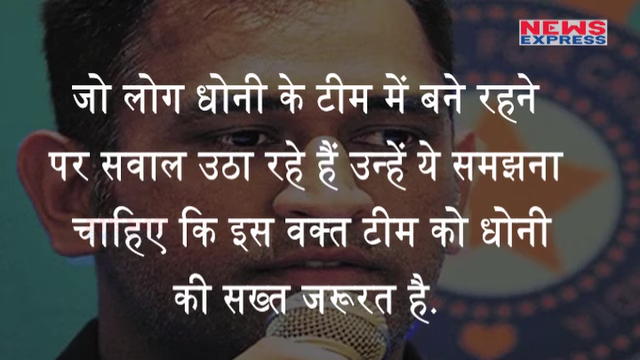 NEWS
EXPRESS
जो लोग धोनी के टीम में बने रहने
पर सवाल उठा रहे हैं उन्हें ये समझना
चाहिए कि इस वक्त टीम को धोनी
की सख्त जरूरत है.